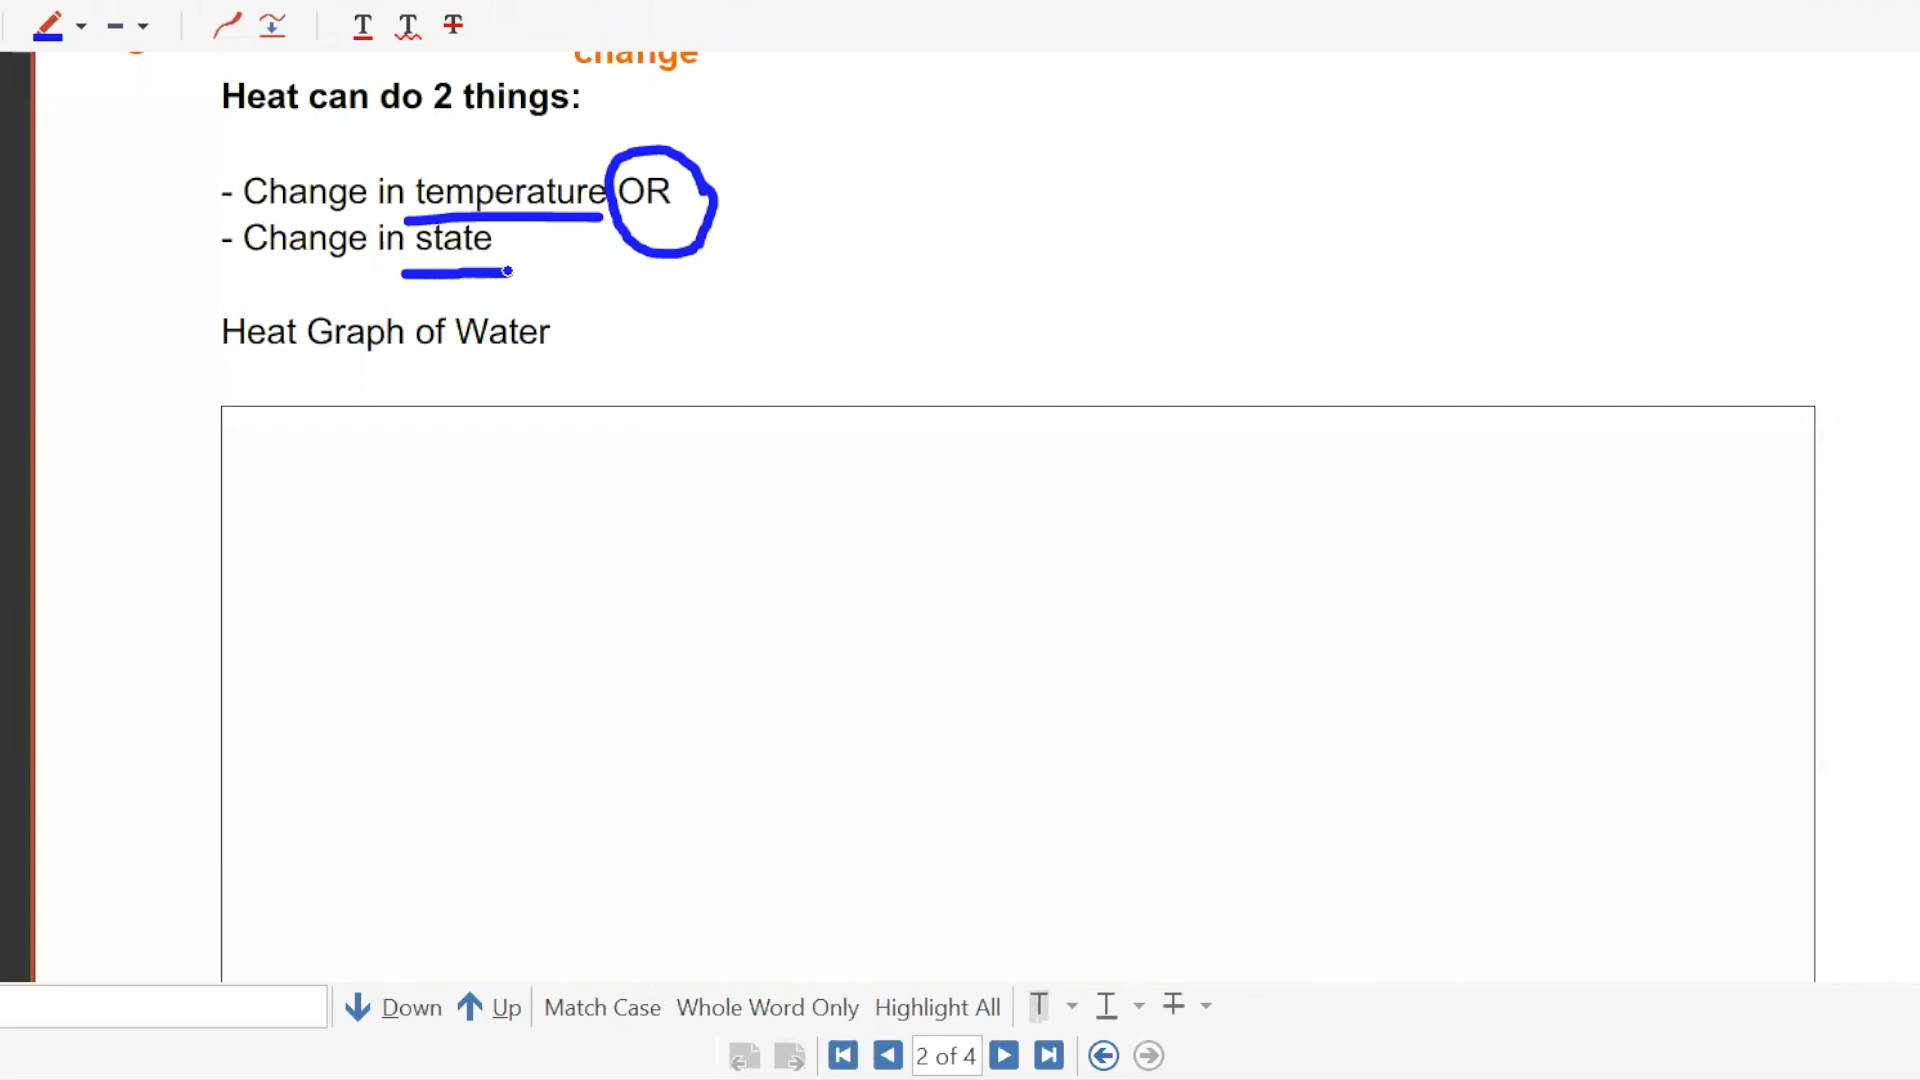 change
Heat can do 2 things:
- Change in temperature OR
- Change in state
Heat Graph of Water
Down Up Match Case Whole Word Only Highlight All
2 of 4